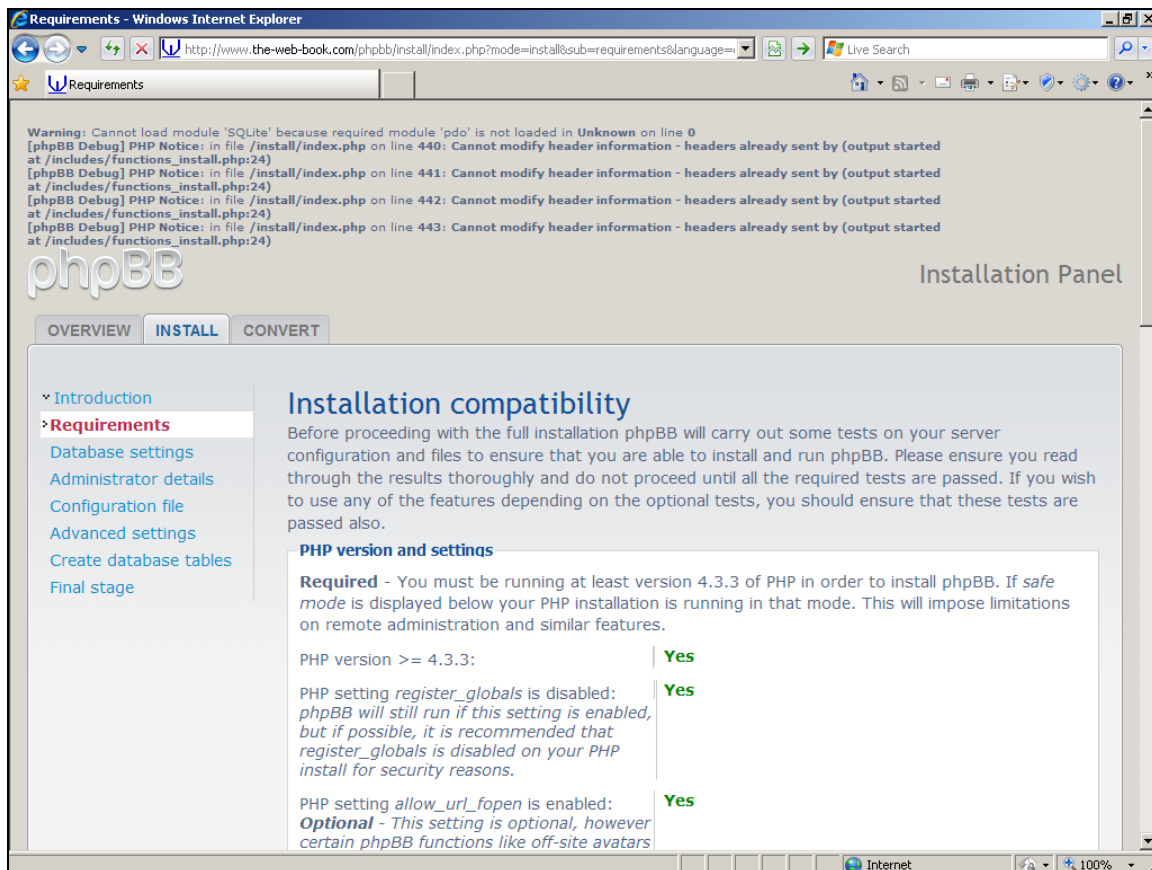 Requirements - Windows Internet Explorer
http://www.the-web-book.com/phpbb/install/index.php?mode=install&sub=requirements&language=
Live Search
Requirements
Warning: Cannot load module 'SQLite' because required module 'pdo' is not loaded in Unknown on line 0
[phpBB Debug] PHP Notice: in file /install/index.php on line 440: Cannot modify header information - headers already sent by (output started
at /includes/functions_install.php:24)
[phpBB Debug] PHP Notice: in file /install/index.php on line 441: Cannot modify header information - headers already sent by (output started
at /includes/functions_install.php:24)
[phpBB Debug] PHP Notice: in file /install/index.php on line 442: Cannot modify header information - headers already sent by (output started
at /includes/functions_install.php:24)
[phpBB Debug] PHP Notice: in file /install/index.php on line 443: Cannot modify header information - headers already sent by (output started
at /includes/functions_install.php:24)
phpBB
Installation Panel
OVERVIEW INSTALL CONVERT
Introduction
Requirements
Database settings
Administrator details
Configuration file
Advanced settings
Create database tables
Final stage
Installation compatibility
Before proceeding with the full installation phpBB will carry out some tests on your server
configuration and files to ensure that you are able to install and run phpBB. Please ensure you read
through the results thoroughly and do not proceed until all the required tests are passed. If you wish
to use any of the features depending on the optional tests, you should ensure that these tests are
passed also.
PHP version and settings
Required - You must be running at least version 4.3.3 of PHP in order to install phpBB. If safe
mode is displayed below your PHP installation is running in that mode. This will impose limitations
on remote administration and similar features.
PHP version >= 4.3.3: Yes
PHP setting register_globals is disabled: Yes
phpBB will still run if this setting is enabled,
but if possible, it is recommended that
register_globals is disabled on your PHP
install for security reasons.
PHP setting allow_url_fopen is enabled: Yes
Optional - This setting is optional, however
certain phpBB functions like off-site avatars
Internet
100%